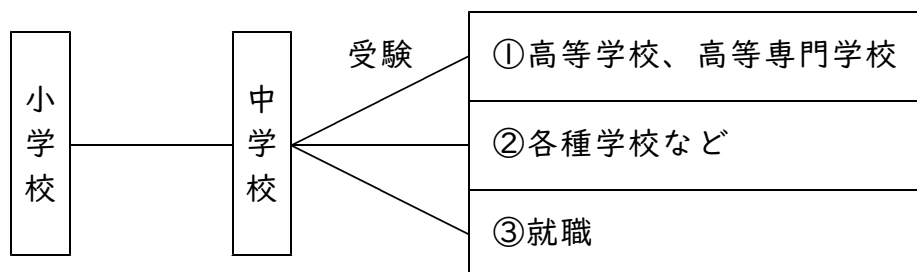 小学校
中学校
受験
①高等学校、高等専門学校
②各種学校など
③就職